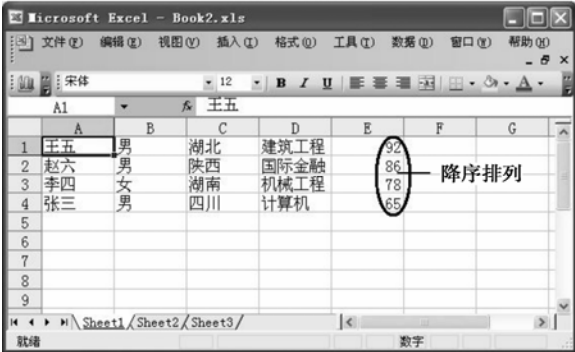 Microsoft Excel - Book2.xls
文件(F) 编辑(E) 视图(V) 插入(I) 格式(O) 工具(T) 数据(D) 窗口(W) 帮助(H)
宋体 12 B I U A
A1 fx 王五
A B C D E F G
1 王五 男 湖北 建筑工程 92
2 赵六 男 陕西 国际金融 86
3 李四 女 湖南 机械工程 78
4 张三 男 四川 计算机 65
降序排列
5
6
7
8
9
Sheet1 Sheet2 Sheet3
就绪 数字